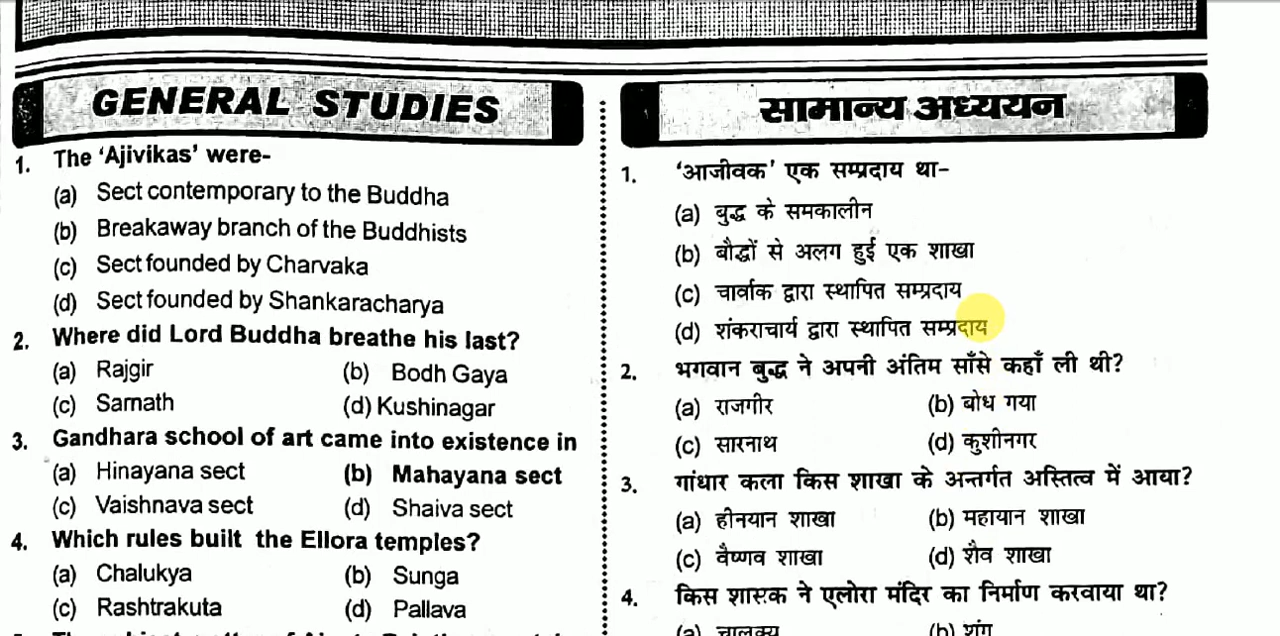 GENERAL STUDIES
1. The ‘Ajivikas’ were-
(a) Sect contemporary to the Buddha
(b) Breakaway branch of the Buddhists
(c) Sect founded by Charvaka
(d) Sect founded by Shankaracharya
2. Where did Lord Buddha breathe his last?
(a) Rajgir (b) Bodh Gaya
(c) Sarnath (d) Kushinagar
3. Gandhara school of art came into existence in
(a) Hinayana sect (b) Mahayana sect
(c) Vaishnava sect (d) Shaiva sect
4. Which rules built the Ellora temples?
(a) Chalukya (b) Sunga
(c) Rashtrakuta (d) Pallava
सामान्य अध्ययन
1. ‘आजीवक’ एक सम्प्रदाय था-
(a) बुद्ध के समकालीन
(b) बौद्धों से अलग हुई एक शाखा
(c) चार्वाक द्वारा स्थापित सम्प्रदाय
(d) शंकराचार्य द्वारा स्थापित सम्प्रदाय
2. भगवान बुद्ध ने अपनी अंतिम साँसे कहाँ ली थी?
(a) राजगीर (b) बोध गया
(c) सारनाथ (d) कुशीनगर
3. गांधार कला किस शाखा के अन्तर्गत अस्तित्व में आया?
(a) हीनयान शाखा (b) महायान शाखा
(c) वैष्णव शाखा (d) शैव शाखा
4. किस शासक ने एलोरा मंदिर का निर्माण करवाया था?
(a) चालुक्य (b) शुंग